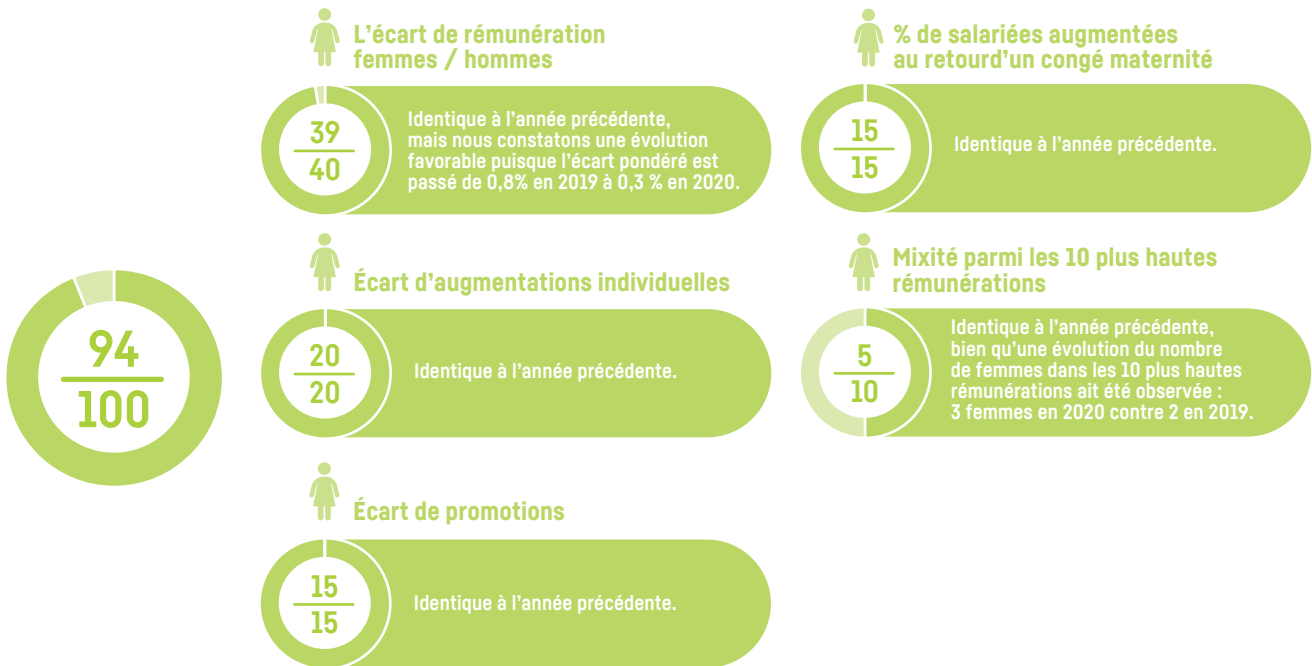 94
100
L'écart de rémunération
femmes / hommes
39
40
Identique à l'année précédente,
mais nous constatons une évolution
favorable puisque l'écart pondéré est
passé de 0,8% en 2019 à 0,3 % en 2020.
Écart d'augmentations individuelles
20
20
Identique à l'année précédente.
Écart de promotions
15
15
Identique à l'année précédente.
% de salariées augmentées
au retourd'un congé maternité
15
15
Identique à l'année précédente.
Mixité parmi les 10 plus hautes
rémunérations
5
10
Identique à l'année précédente,
bien qu'une évolution du nombre
de femmes dans les 10 plus hautes
rémunérations ait été observée :
3 femmes en 2020 contre 2 en 2019.